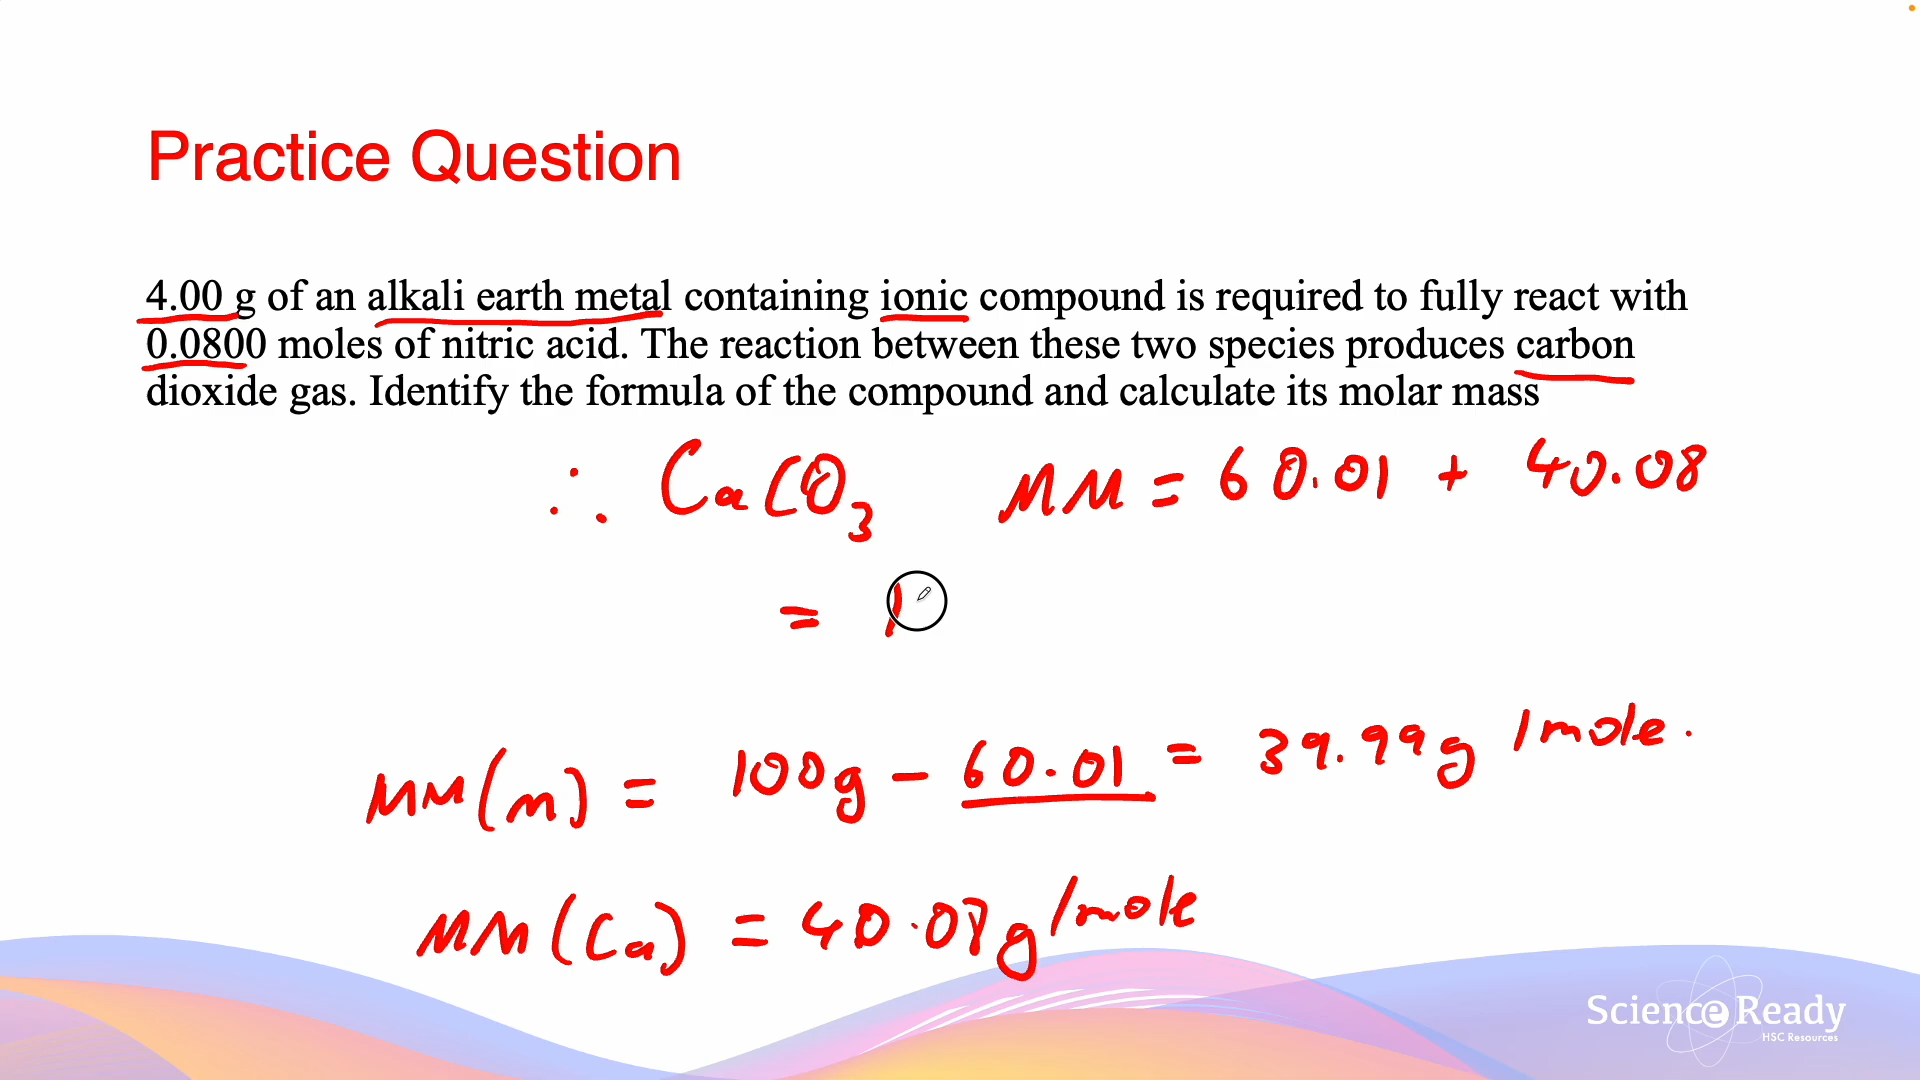 Practice Question
4.00 g of an alkali earth metal containing ionic compound is required to fully react with
0.0800 moles of nitric acid. The reaction between these two species produces carbon
dioxide gas. Identify the formula of the compound and calculate its molar mass
∴ CaCO₃ MM = 60.01 + 40.08
= 1
MM(m) = 100g - 60.01 = 39.99g /mole.
MM(Ca) = 40.08g/mole
Science Ready
HSC Resources